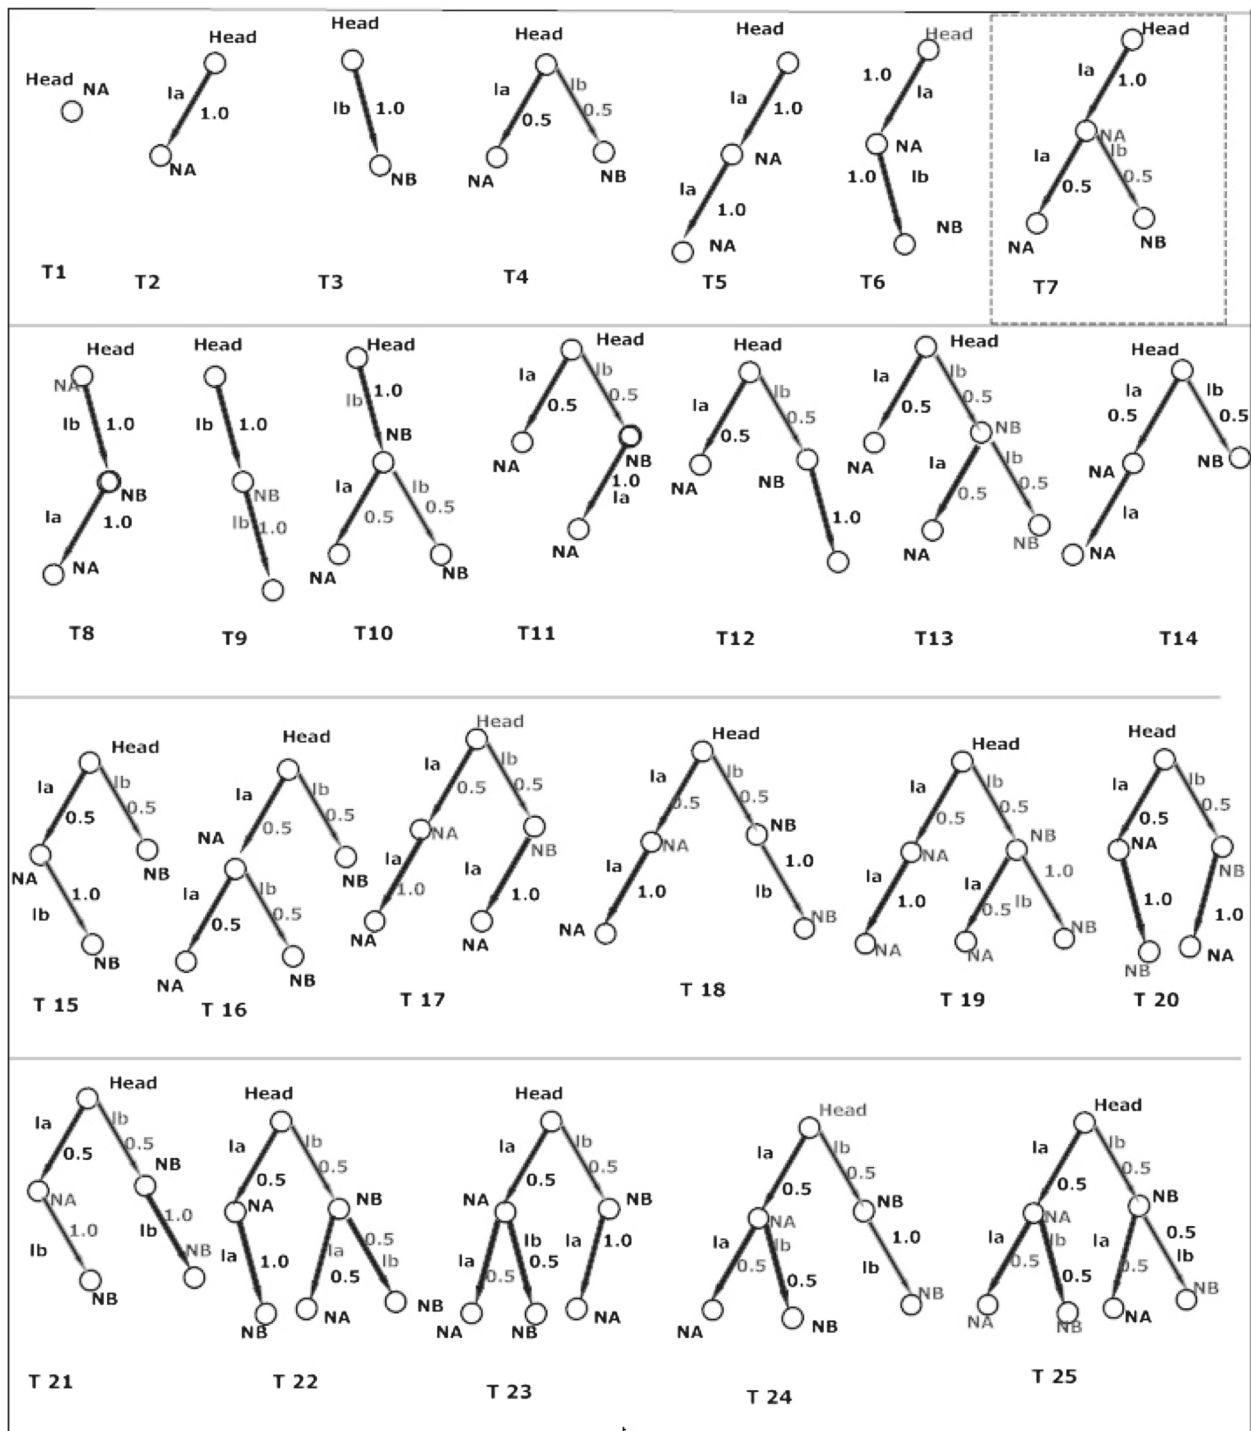 Head NA
T1
Head
Ia 1.0
NA
T2
Head
Ib 1.0
NB
T3
Head
Ia Ib
0.5 0.5
NA NB
T4
Head
Ia 1.0
NA
Ia 1.0
NA
T5
Head
1.0 Ia
NA
1.0 Ib
NB
T6
Head
Ia 1.0
NA
Ia Ib
0.5 0.5
NA NB
T7
Head
NA
Ib 1.0
NB
Ia 1.0
NA
T8
Head
Ib 1.0
NB
Ib 1.0
T9
Head
Ib 1.0
NB
Ia Ib
0.5 0.5
NA NB
T10
Head
Ia Ib
0.5 0.5
NA NB
1.0
Ia
NA
T11
Head
Ia Ib
0.5 0.5
NA NB
1.0
T12
Head
Ia Ib
0.5 0.5
NA NB
Ia Ib
0.5 0.5
NA NB
T13
Head
Ia Ib
0.5 0.5
NA NB
Ia
NA
T14
Head
Ia Ib
0.5 0.5
NA NB
1.0
Ib
NB
T 15
Head
Ia Ib
0.5 0.5
NA NB
Ia Ib
0.5 0.5
NA NB
T 16
Head
Ia Ib
0.5 0.5
NA NB
Ia Ia
1.0 1.0
NA NA
T 17
Head
Ia Ib
0.5 0.5
NA NB
Ia 1.0 1.0
Ib
NA NB
T 18
Head
Ia Ib
0.5 0.5
NA NB
Ia 1.0 Ia 1.0
0.5 Ib
NA NA NB
T 19
Head
Ia Ib
0.5 0.5
NA NB
1.0 1.0
NB NA
T 20
Head
Ia Ib
0.5 0.5
NA NB
1.0 1.0
Ib Ib
NB NB
T 21
Head
Ia Ib
0.5 0.5
NA NB
Ia 1.0 Ia 0.5
0.5 Ib
NB NA NB
T 22
Head
Ia Ib
0.5 0.5
NA NB
Ia Ib Ia 1.0
0.5 0.5
NA NB NA
T 23
Head
Ia Ib
0.5 0.5
NA NB
Ia Ib 1.0
0.5 0.5 Ib
NA NB NB
T 24
Head
Ia Ib
0.5 0.5
NA NB
Ia Ib Ia 0.5
0.5 0.5 0.5 Ib
NA NB NA NB
T 25